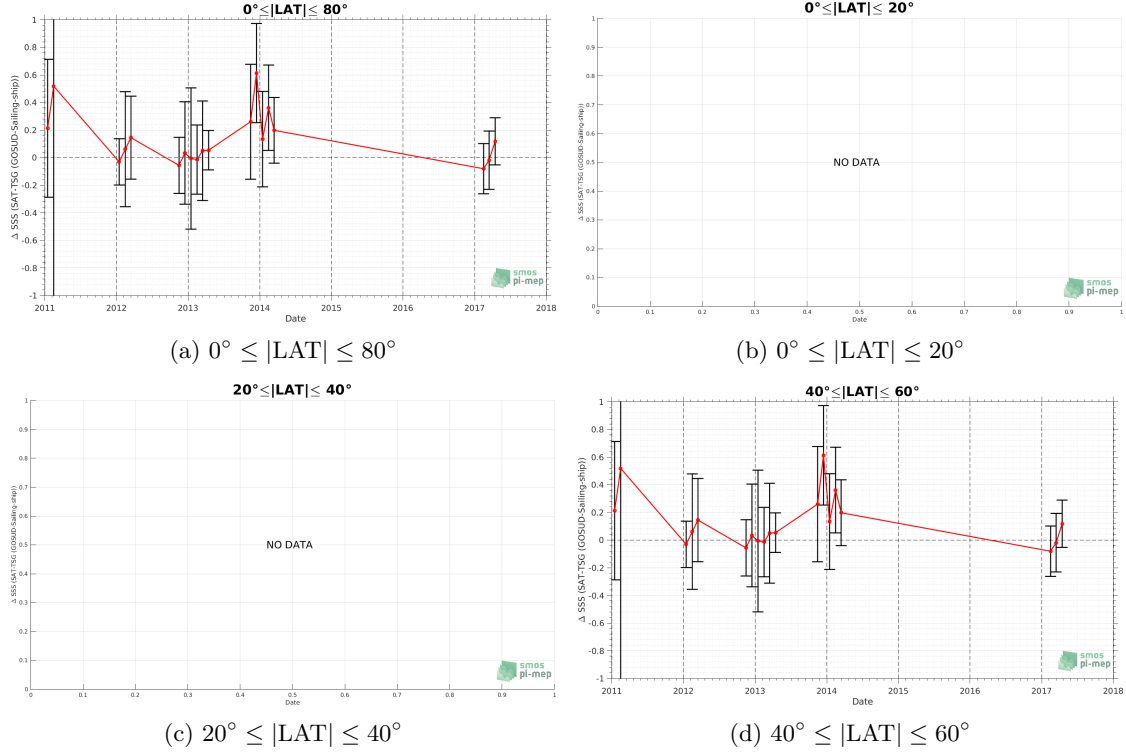 0°≤|LAT|≤ 80°
Δ SSS (SAT-TSG (GOSUD-Sailing-ship))
1
0.8
0.6
0.4
0.2
0
-0.2
-0.4
-0.6
-0.8
-1
2011 2012 2013 2014 2015 2016 2017 2018
Date
smos
pi-mep
(a) 0° ≤ |LAT| ≤ 80°
0°≤|LAT|≤ 20°
Δ SSS (SAT-TSG (GOSUD-Sailing-ship))
1
0.9
0.8
0.7
0.6
0.5
0.4
0.3
0.2
0.1
0
NO DATA
0 0.1 0.2 0.3 0.4 0.5 0.6 0.7 0.8 0.9 1
Date
smos
pi-mep
(b) 0° ≤ |LAT| ≤ 20°
20°≤|LAT|≤ 40°
Δ SSS (SAT-TSG (GOSUD-Sailing-ship))
1
0.9
0.8
0.7
0.6
0.5
0.4
0.3
0.2
0.1
0
NO DATA
0 0.1 0.2 0.3 0.4 0.5 0.6 0.7 0.8 0.9 1
Date
smos
pi-mep
(c) 20° ≤ |LAT| ≤ 40°
40°≤|LAT|≤ 60°
Δ SSS (SAT-TSG (GOSUD-Sailing-ship))
1
0.8
0.6
0.4
0.2
0
-0.2
-0.4
-0.6
-0.8
-1
2011 2012 2013 2014 2015 2016 2017 2018
Date
smos
pi-mep
(d) 40° ≤ |LAT| ≤ 60°